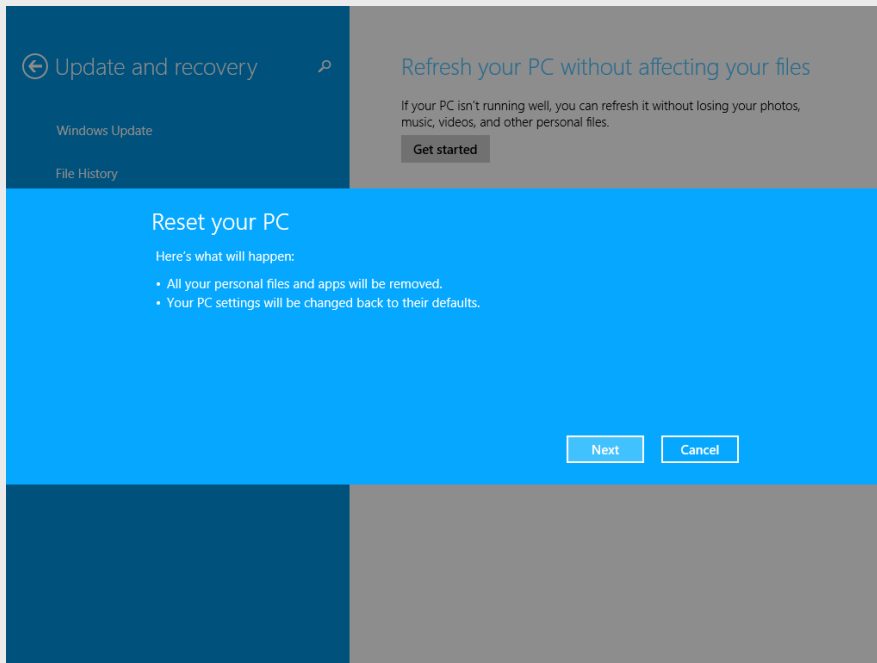 Update and recovery
Windows Update
File History
Refresh your PC without affecting your files
If your PC isn't running well, you can refresh it without losing your photos,
music, videos, and other personal files.
Get started
Reset your PC
Here's what will happen:
• All your personal files and apps will be removed.
• Your PC settings will be changed back to their defaults.
Next
Cancel